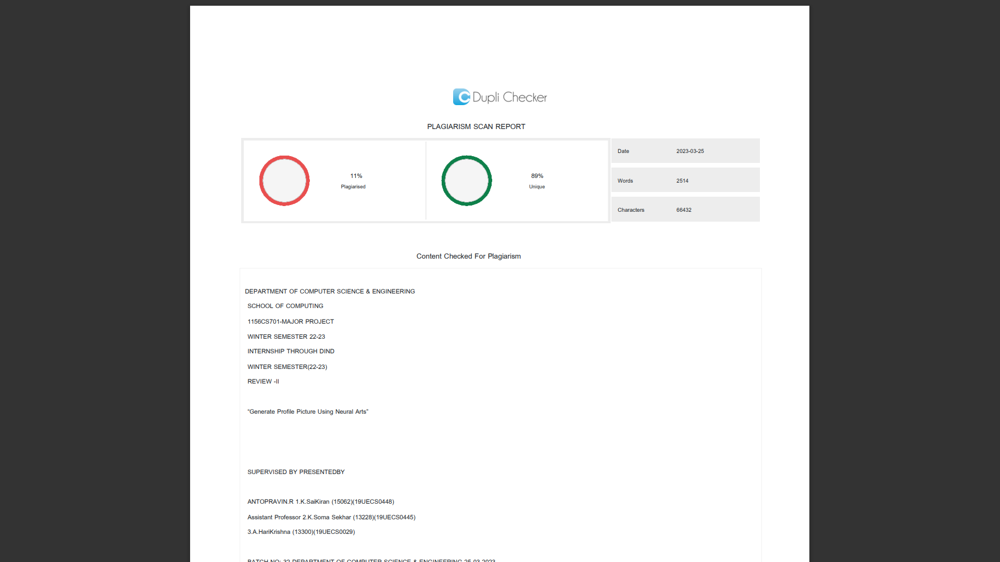 Dupli Checker
PLAGIARISM SCAN REPORT
11%
Plagiarised
89%
Unique
Date 2023-03-25
Words 2514
Characters 66432
Content Checked For Plagiarism
DEPARTMENT OF COMPUTER SCIENCE & ENGINEERING
SCHOOL OF COMPUTING
1156CS701-MAJOR PROJECT
WINTER SEMESTER 22-23
INTERNSHIP THROUGH DIND
WINTER SEMESTER(22-23)
REVIEW -II
“Generate Profile Picture Using Neural Arts”
SUPERVISED BY PRESENTEDBY
ANTOPRAVIN.R 1.K.SaiKiran (15062)(19UECS0448)
Assistant Professor 2.K.Soma Sekhar (13228)(19UECS0445)
3.A.HariKrishna (13300)(19UECS0029)
BATCH NO: 32 DEPARTMENT OF COMPUTER SCIENCE & ENGINEERING 25-03-2023